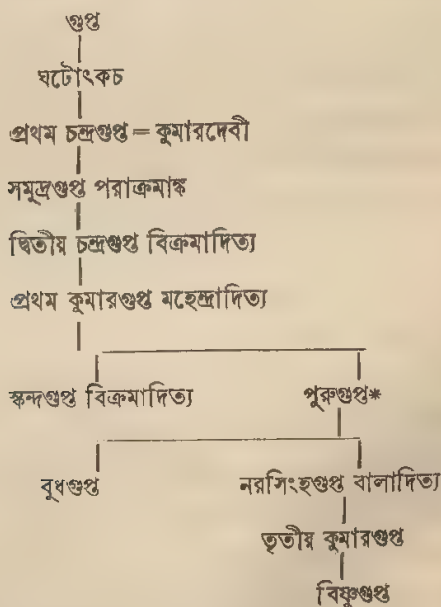 গুপ্ত
ঘটোৎকচ
প্রথম চন্দ্রগুপ্ত = কুমারদেবী
সমুদ্রগুপ্ত পরাক্রমাঙ্ক
দ্বিতীয় চন্দ্রগুপ্ত বিক্রমাদিত্য
প্রথম কুমারগুপ্ত মহেন্দ্রাদিত্য
স্কন্দগুপ্ত বিক্রমাদিত্য পুরুগুপ্ত*
বুধগুপ্ত নরসিংহগুপ্ত বালাদিত্য
তৃতীয় কুমারগুপ্ত
বিষ্ণুগুপ্ত